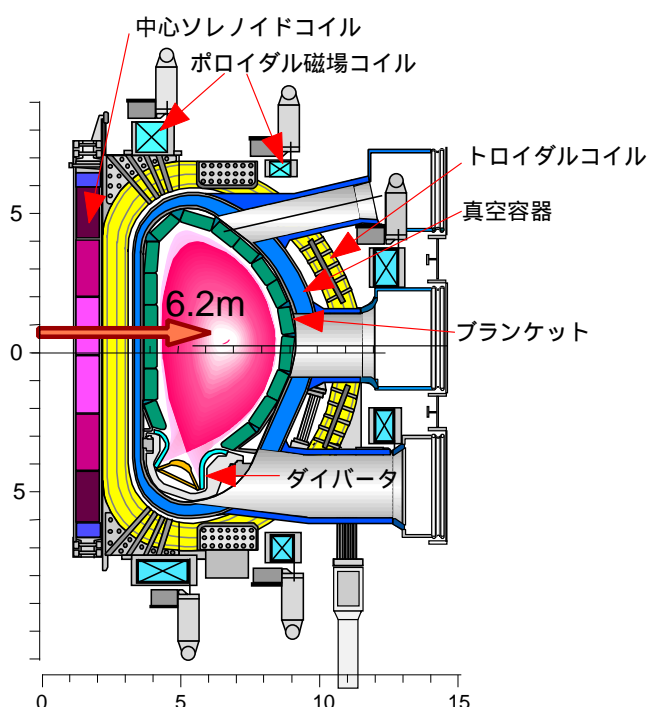 中心ソレノイドコイル
ポロイダル磁場コイル
トロイダルコイル
真空容器
ブランケット
ダイバータ
6.2m
5
0
5
0
5
10
15